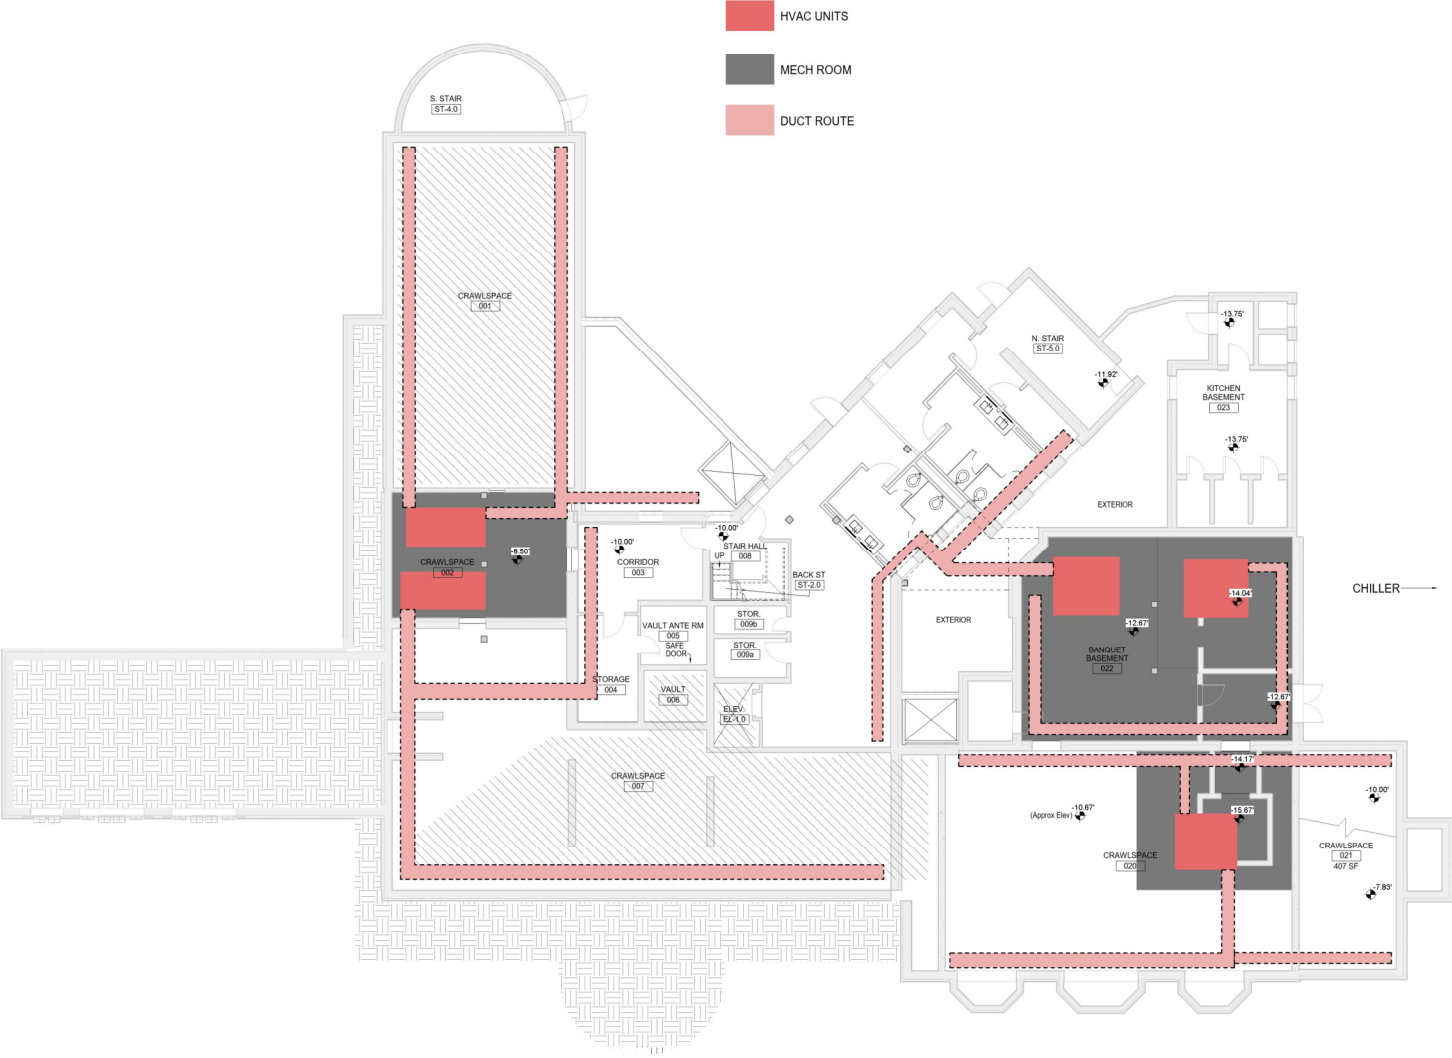 HVAC UNITS
MECH ROOM
DUCT ROUTE
S. STAIR
ST-4.0
CRAWLSPACE
001
N. STAIR
ST-5.0
-11.92'
-13.75'
KITCHEN
BASEMENT
023
-13.75'
EXTERIOR
CRAWLSPACE
002
-8.50'
-10.00'
CORRIDOR
003
-10.00'
STAIR HALL
008
UP
BACK ST
ST-2.0
STOR.
009b
STOR.
009a
VAULT ANTE RM
005
SAFE
DOOR
STORAGE
004
VAULT
006
ELEV.
EL-1.0
EXTERIOR
-12.67'
BANQUET
BASEMENT
022
-14.04'
-12.67'
CHILLER
CRAWLSPACE
007
-14.17'
-15.67'
-10.67'
(Approx Elev)
CRAWLSPACE
020
-10.00'
CRAWLSPACE
021
407 SF
-7.83'